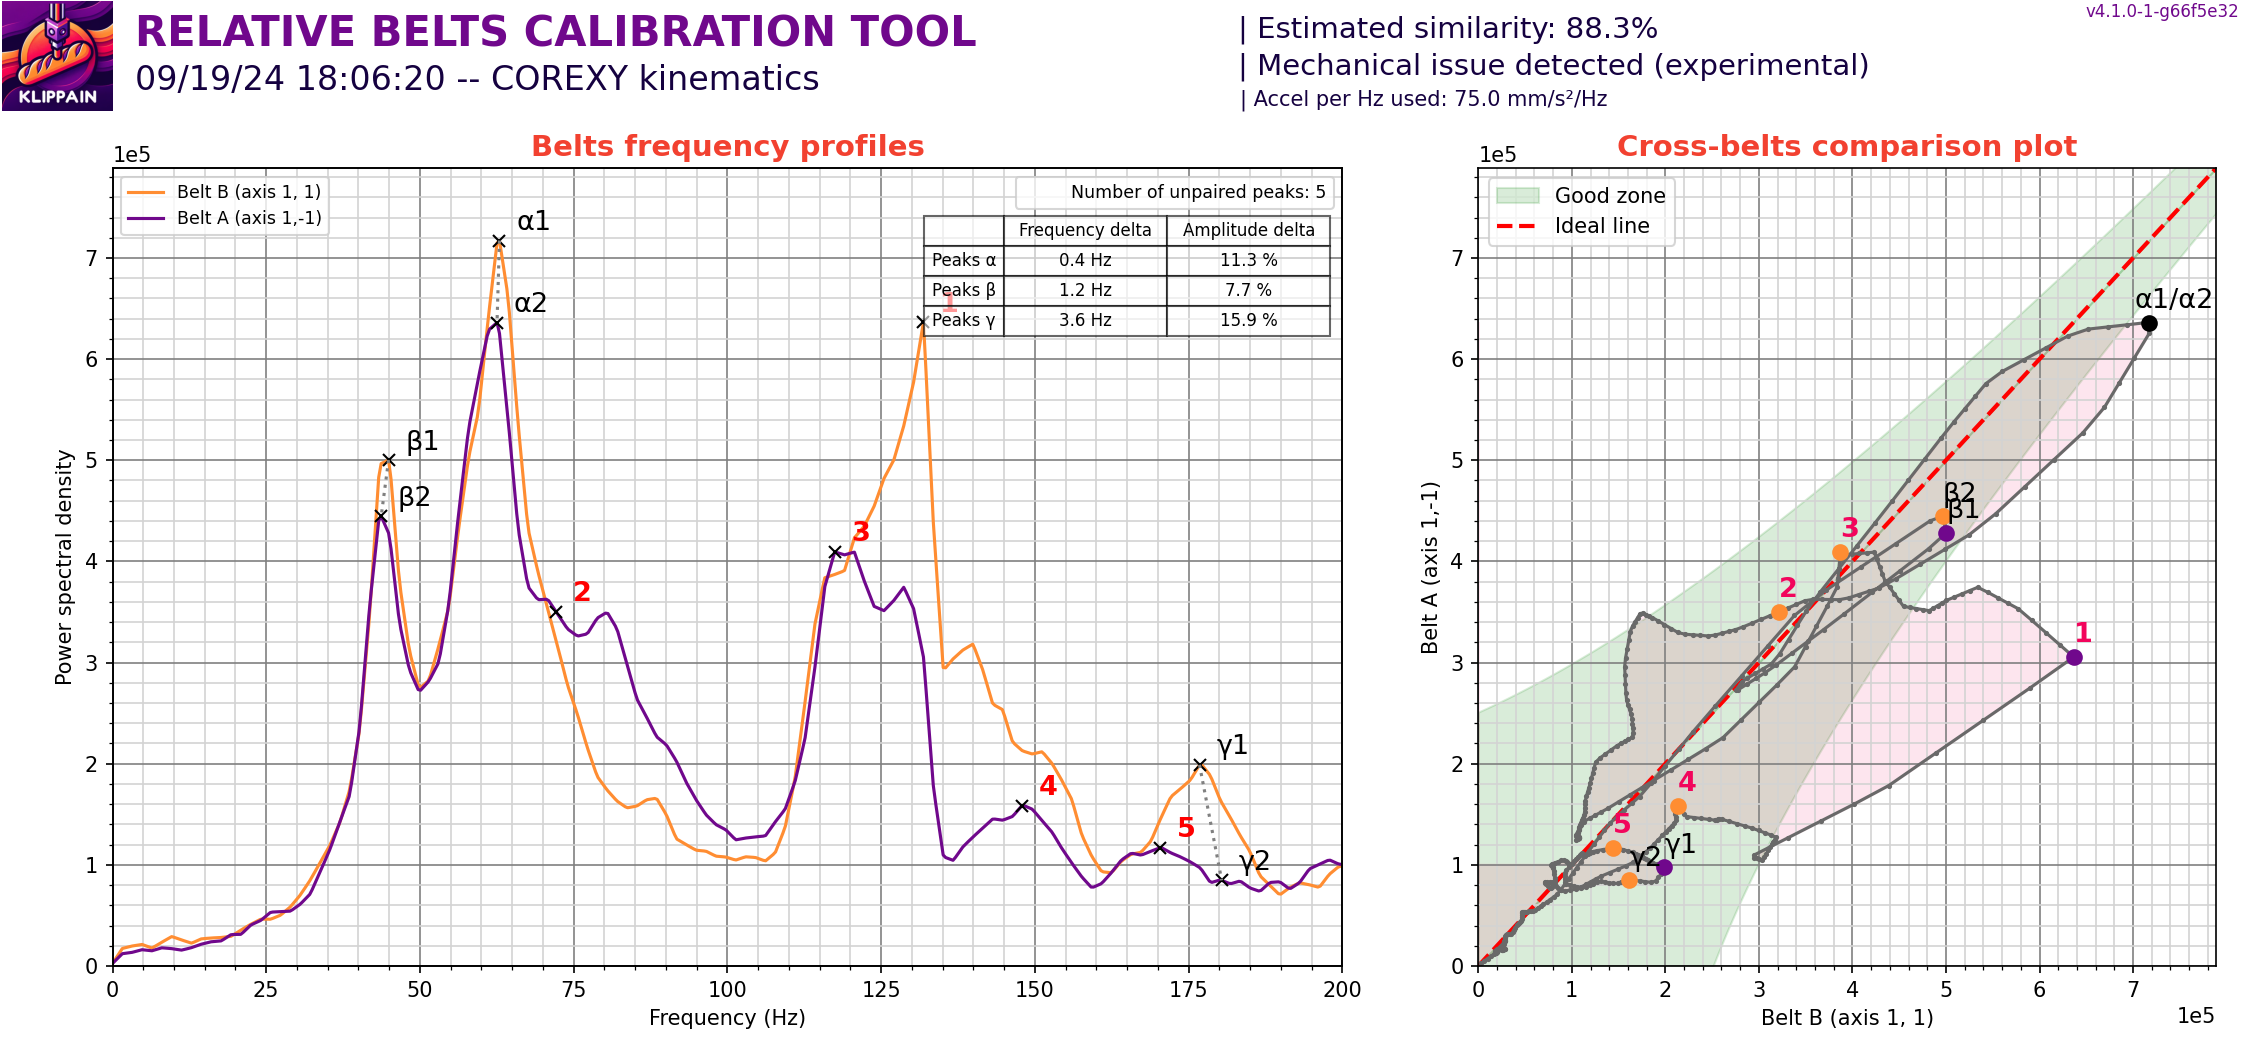 KLIPPAIN
RELATIVE BELTS CALIBRATION TOOL
09/19/24 18:06:20 -- COREXY kinematics
| Estimated similarity: 88.3%
| Mechanical issue detected (experimental)
| Accel per Hz used: 75.0 mm/s²/Hz
v4.1.0-1-g66f5e32
Belts frequency profiles
1e5
Belt B (axis 1, 1)
Belt A (axis 1,-1)
Number of unpaired peaks: 5
Frequency delta Amplitude delta
Peaks α 0.4 Hz 11.3 %
Peaks β 1.2 Hz 7.7 %
Peaks γ 3.6 Hz 15.9 %
α1
α2
β1
β2
1
2
3
4
5
γ1
γ2
Power spectral density
7
6
5
4
3
2
1
0
0 25 50 75 100 125 150 175 200
Frequency (Hz)
Cross-belts comparison plot
1e5
Good zone
Ideal line
α1/α2
β2
β1
3
2
1
4
5
γ1
γ2
Belt A (axis 1,-1)
7
6
5
4
3
2
1
0
0 1 2 3 4 5 6 7
Belt B (axis 1, 1)
1e5